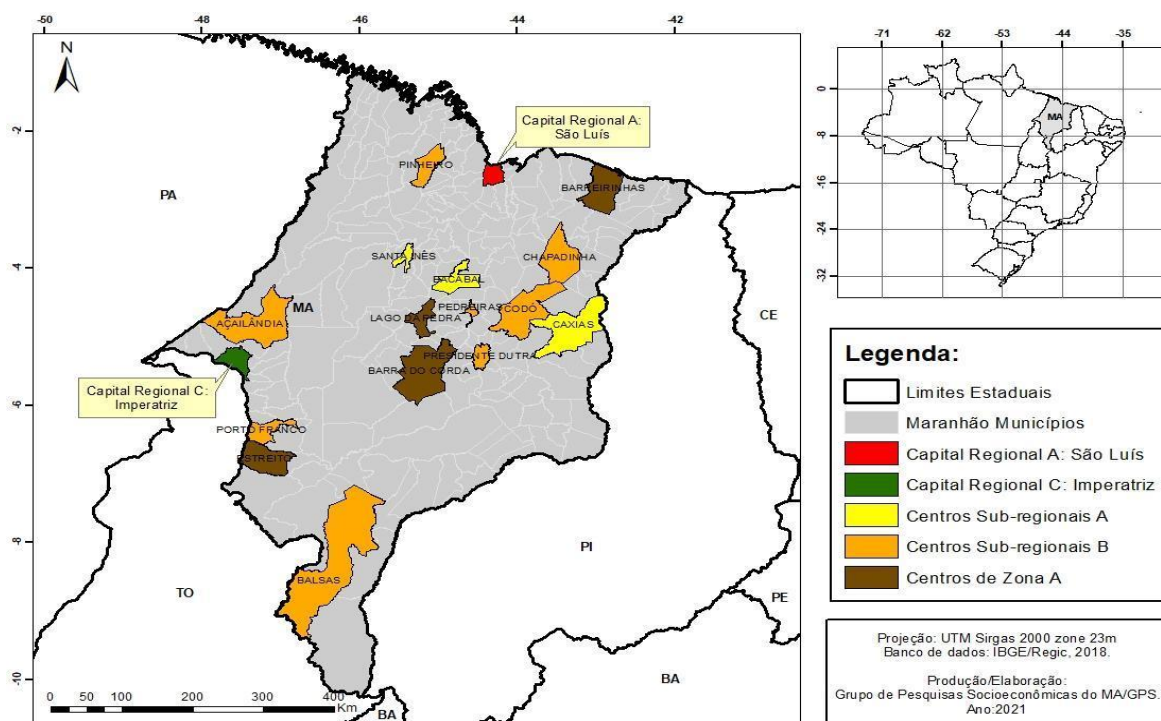 -50 -48 -46 -44 -42
N
-2
-4
-6
-8
-10
Capital Regional A:
São Luís
PINHEIRO
BARREIRINHAS
PA
SANTA INÊS
CHAPADINHA
BACABAL
MA
PEDREIRAS
CODÓ
LAGO DA PEDRA
AÇAILÂNDIA
CAXIAS
CE
PRESIDENTE DUTRA
BARRA DO CORDA
Capital Regional C:
Imperatriz
PORTO FRANCO
ESTREITO
BALSAS
PI
TO
PE
BA
BA
0 50 100 200 300 400
Km
-71 -62 -53 -44 -35
0
-8
-16
-24
-32
MA
Legenda:
Limites Estaduais
Maranhão Municípios
Capital Regional A: São Luís
Capital Regional C: Imperatriz
Centros Sub-regionais A
Centros Sub-regionais B
Centros de Zona A
Projeção: UTM Sirgas 2000 zone 23m
Banco de dados: IBGE/Regic, 2018.
Produção/Elaboração:
Grupo de Pesquisas Socioeconômicas do MA/GPS.
Ano:2021